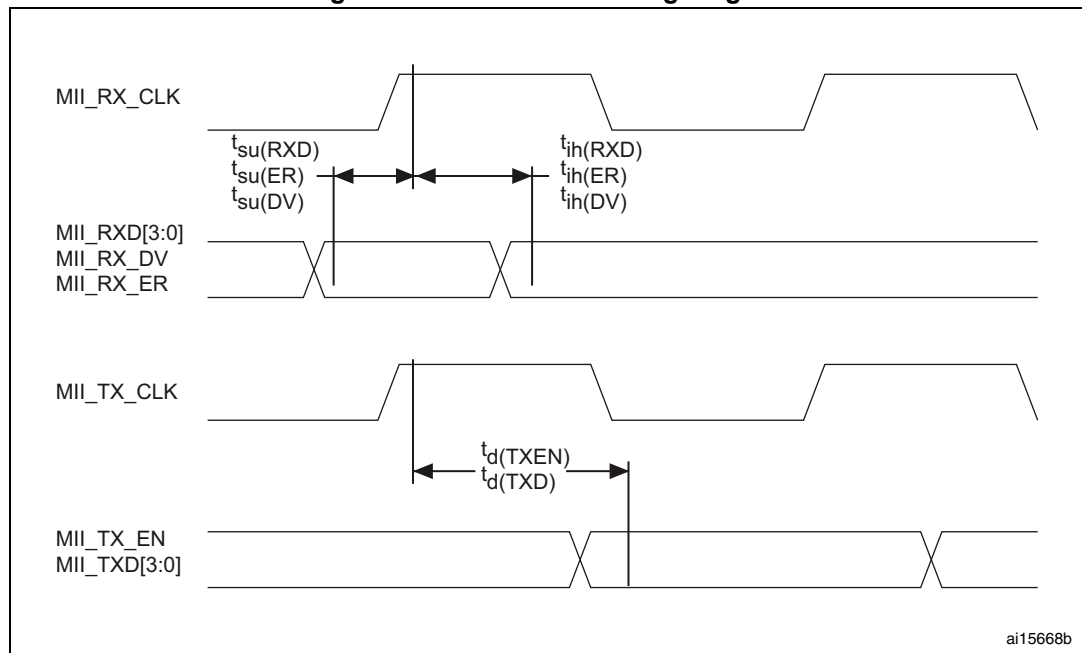 MII_RX_CLK
tsu(RXD)
tsu(ER)
tsu(DV)
tih(RXD)
tih(ER)
tih(DV)
MII_RXD[3:0]
MII_RX_DV
MII_RX_ER
MII_TX_CLK
td(TXEN)
td(TXD)
MII_TX_EN
MII_TXD[3:0]
ai15668b